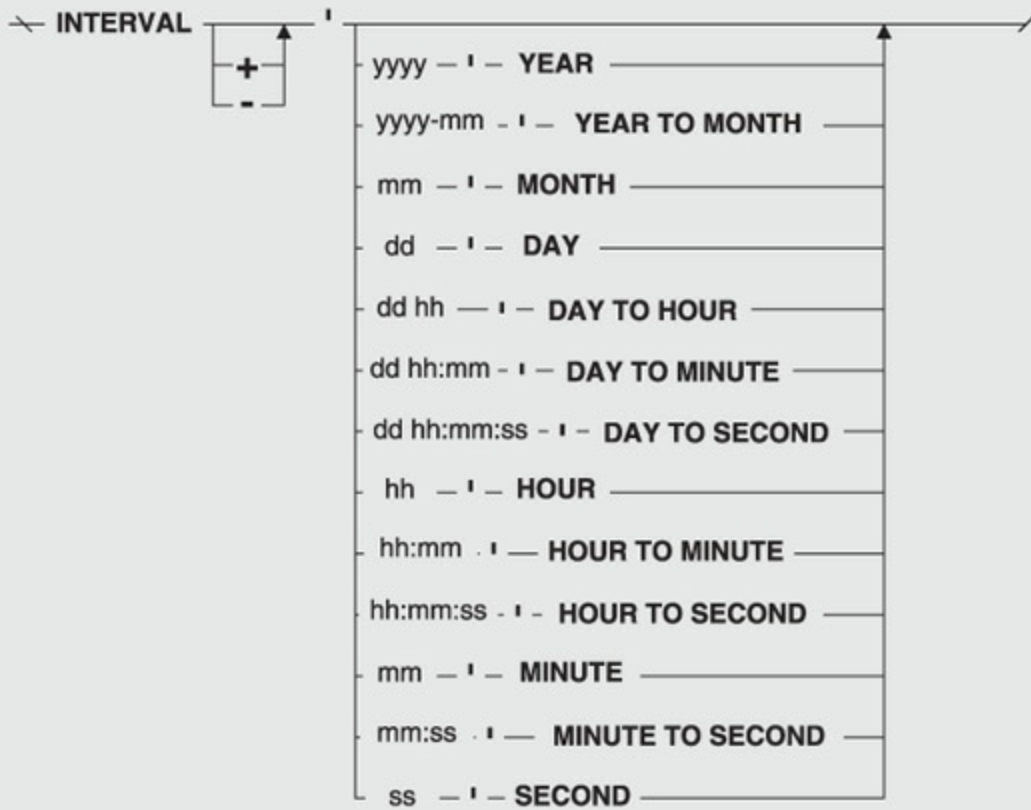 INTERVAL '
+
-
yyyy ' YEAR
yyyy-mm ' YEAR TO MONTH
mm ' MONTH
dd ' DAY
dd hh ' DAY TO HOUR
dd hh:mm ' DAY TO MINUTE
dd hh:mm:ss ' DAY TO SECOND
hh ' HOUR
hh:mm ' HOUR TO MINUTE
hh:mm:ss ' HOUR TO SECOND
mm ' MINUTE
mm:ss ' MINUTE TO SECOND
ss ' SECOND